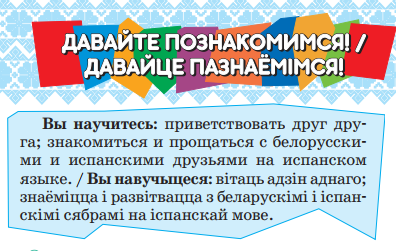 ДАВАЙТЕ ПОЗНАКОМИМСЯ! /
ДАВАЙЦЕ ПАЗНАЁМІМСЯ!
Вы научитесь: приветствовать друг дру-
га; знакомиться и прощаться с белорусски-
ми и испанскими друзьями на испанском
языке. / Вы навучыцеся: вітаць адзін аднаго;
знаёміцца і развітвацца з беларускімі і іспан-
скімі сябрамі на іспанскай мове.